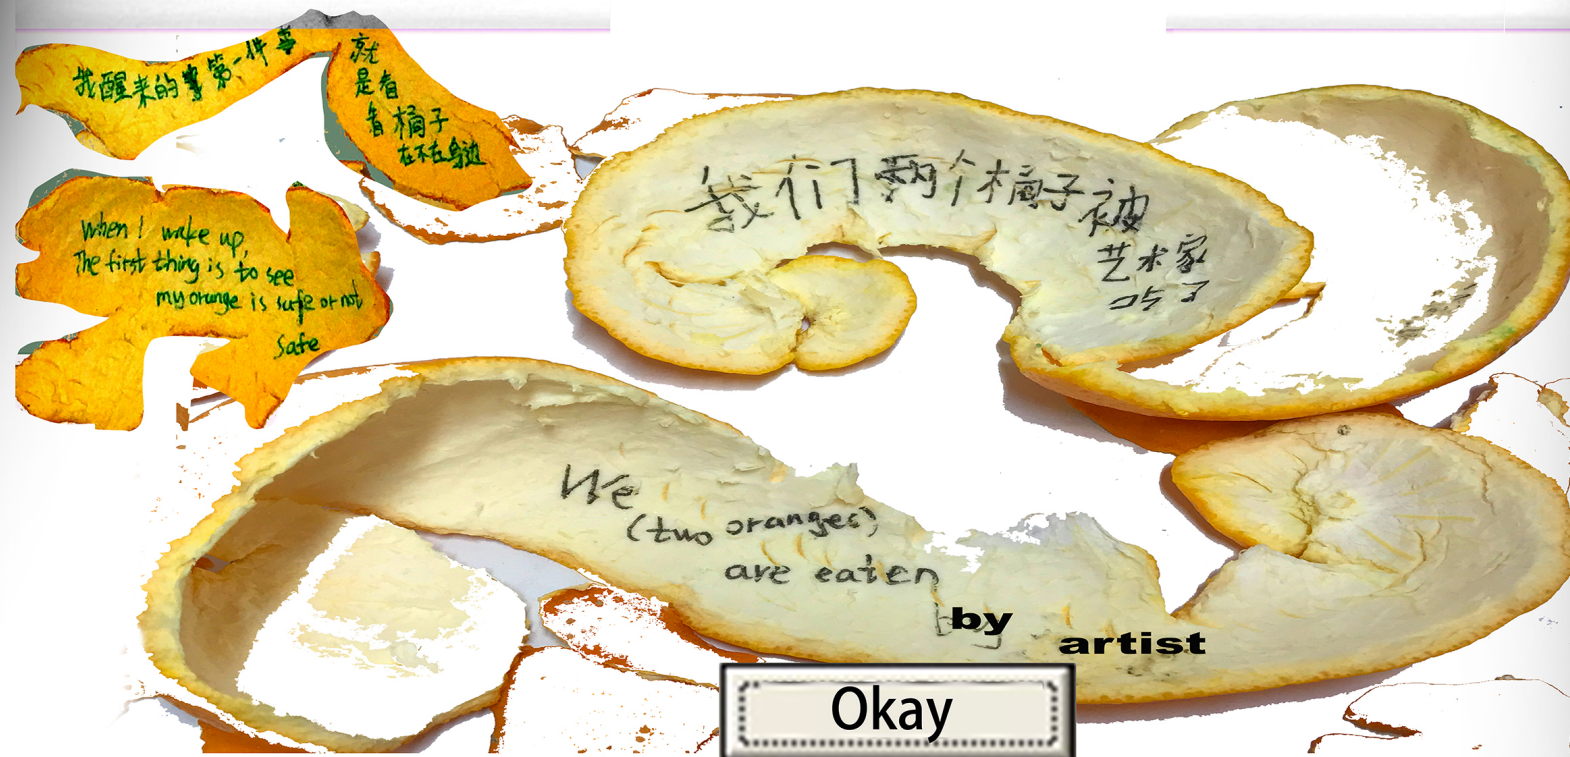 我醒来的第一件事
就
是看
看橘子
在不在身边
When I wake up,
The first thing is to see
my orange is safe or not
safe
我们两个橘子被
艺术家
吃了
We
(two oranges)
are eaten
by
artist
Okay